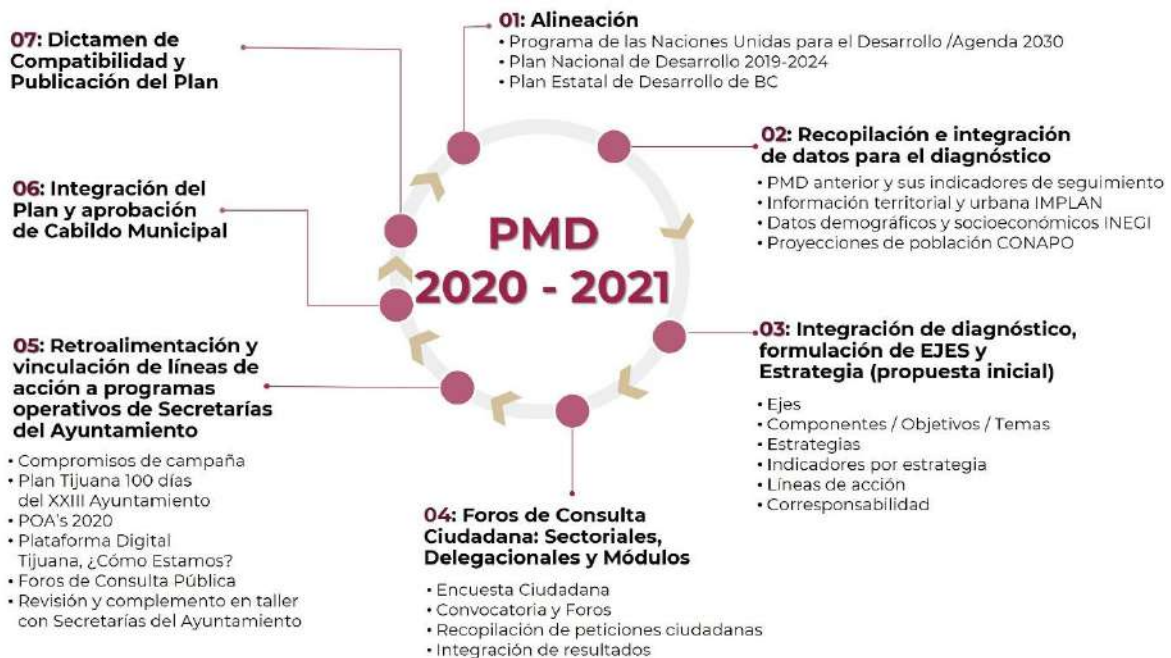 01: Alineación
• Programa de las Naciones Unidas para el Desarrollo /Agenda 2030
• Plan Nacional de Desarrollo 2019-2024
• Plan Estatal de Desarrollo de BC
02: Recopilación e integración
de datos para el diagnóstico
• PMD anterior y sus indicadores de seguimiento
• Información territorial y urbana IMPLAN
• Datos demográficos y socioeconómicos INEGI
• Proyecciones de población CONAPO
03: Integración de diagnóstico,
formulación de EJES y
Estrategia (propuesta inicial)
• Ejes
• Componentes / Objetivos / Temas
• Estrategias
• Indicadores por estrategia
• Líneas de acción
• Corresponsabilidad
04: Foros de Consulta
Ciudadana: Sectoriales,
Delegacionales y Módulos
• Encuesta Ciudadana
• Convocatoria y Foros
• Recopilación de peticiones ciudadanas
• Integración de resultados
05: Retroalimentación y
vinculación de líneas de
acción a programas
operativos de Secretarías
del Ayuntamiento
• Compromisos de campaña
• Plan Tijuana 100 días
del XXIII Ayuntamiento
• POA's 2020
• Plataforma Digital
Tijuana, ¿Cómo Estamos?
• Foros de Consulta Pública
• Revisión y complemento en taller
con Secretarías del Ayuntamiento
06: Integración del
Plan y aprobación
de Cabildo Municipal
07: Dictamen de
Compatibilidad y
Publicación del Plan
PMD
2020 - 2021